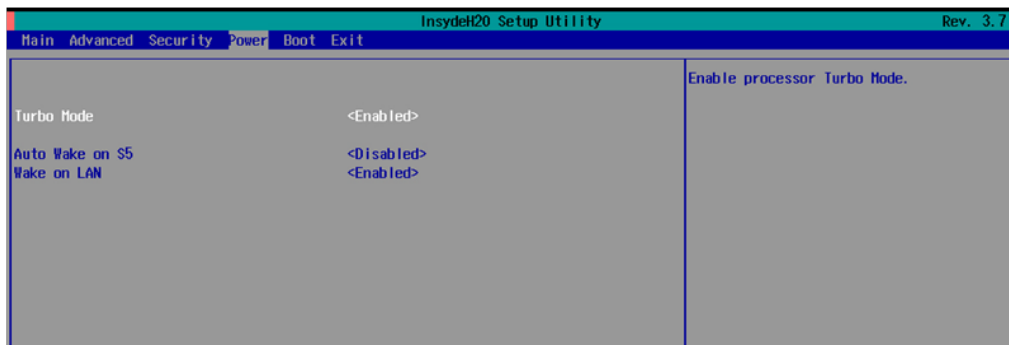 InsydeH20 Setup Utility Rev. 3.7
Main Advanced Security Power Boot Exit
Enable processor Turbo Mode.
Turbo Mode <Enabled>
Auto Wake on S5 <Disabled>
Wake on LAN <Enabled>